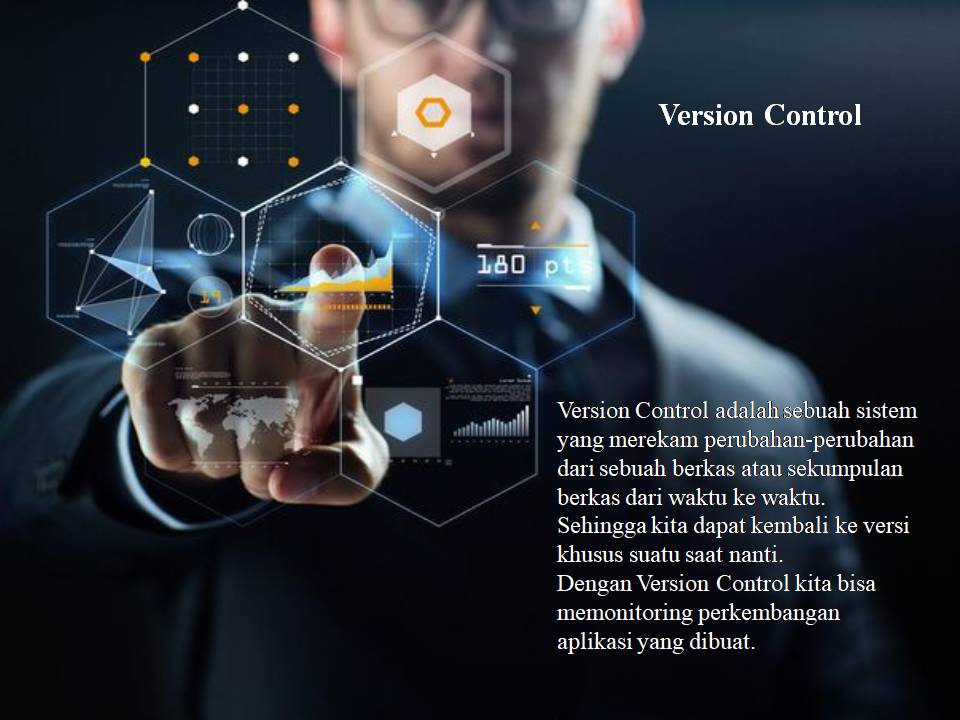 Version Control
180 pts
19
Version Control adalah sebuah sistem
yang merekam perubahan-perubahan
dari sebuah berkas atau sekumpulan
berkas dari waktu ke waktu.
Sehingga kita dapat kembali ke versi
khusus suatu saat nanti.
Dengan Version Control kita bisa
memonitoring perkembangan
aplikasi yang dibuat.